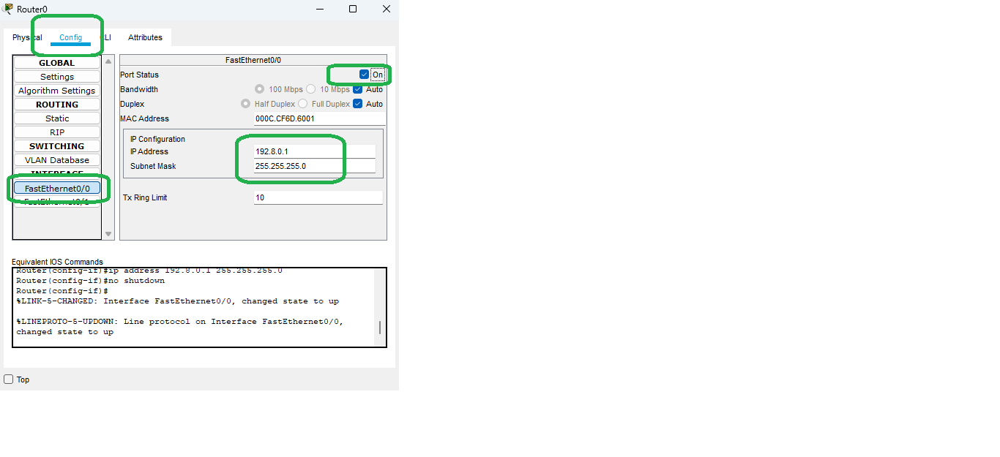 Router0
Physical Config CLI Attributes
GLOBAL
Settings
Algorithm Settings
ROUTING
Static
RIP
SWITCHING
VLAN Database
INTERFACE
FastEthernet0/0
FastEthernet0/1
FastEthernet0/0
Port Status On
Bandwidth 100 Mbps 10 Mbps Auto
Duplex Half Duplex Full Duplex Auto
MAC Address 000C.CF6D.6001
IP Configuration
IP Address 192.8.0.1
Subnet Mask 255.255.255.0
Tx Ring Limit 10
Equivalent IOS Commands
Router(config-if)#ip address 192.8.0.1 255.255.255.0
Router(config-if)#no shutdown
Router(config-if)#
%LINK-5-CHANGED: Interface FastEthernet0/0, changed state to up
%LINEPROTO-5-UPDOWN: Line protocol on Interface FastEthernet0/0,
changed state to up
Top